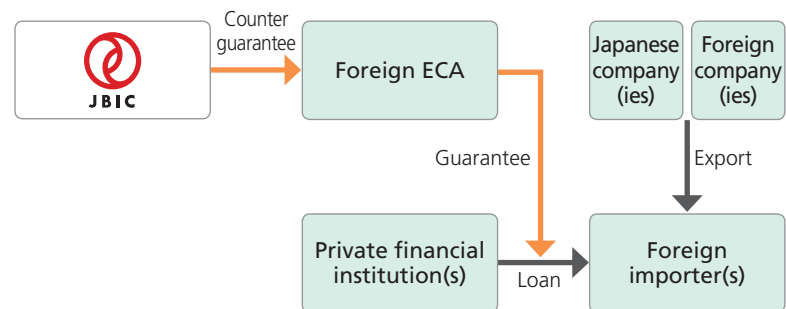 Counter
guarantee
JBIC
Foreign ECA
Japanese
company
(ies)
Foreign
company
(ies)
Guarantee
Export
Private financial
institution(s)
Loan
Foreign
importer(s)